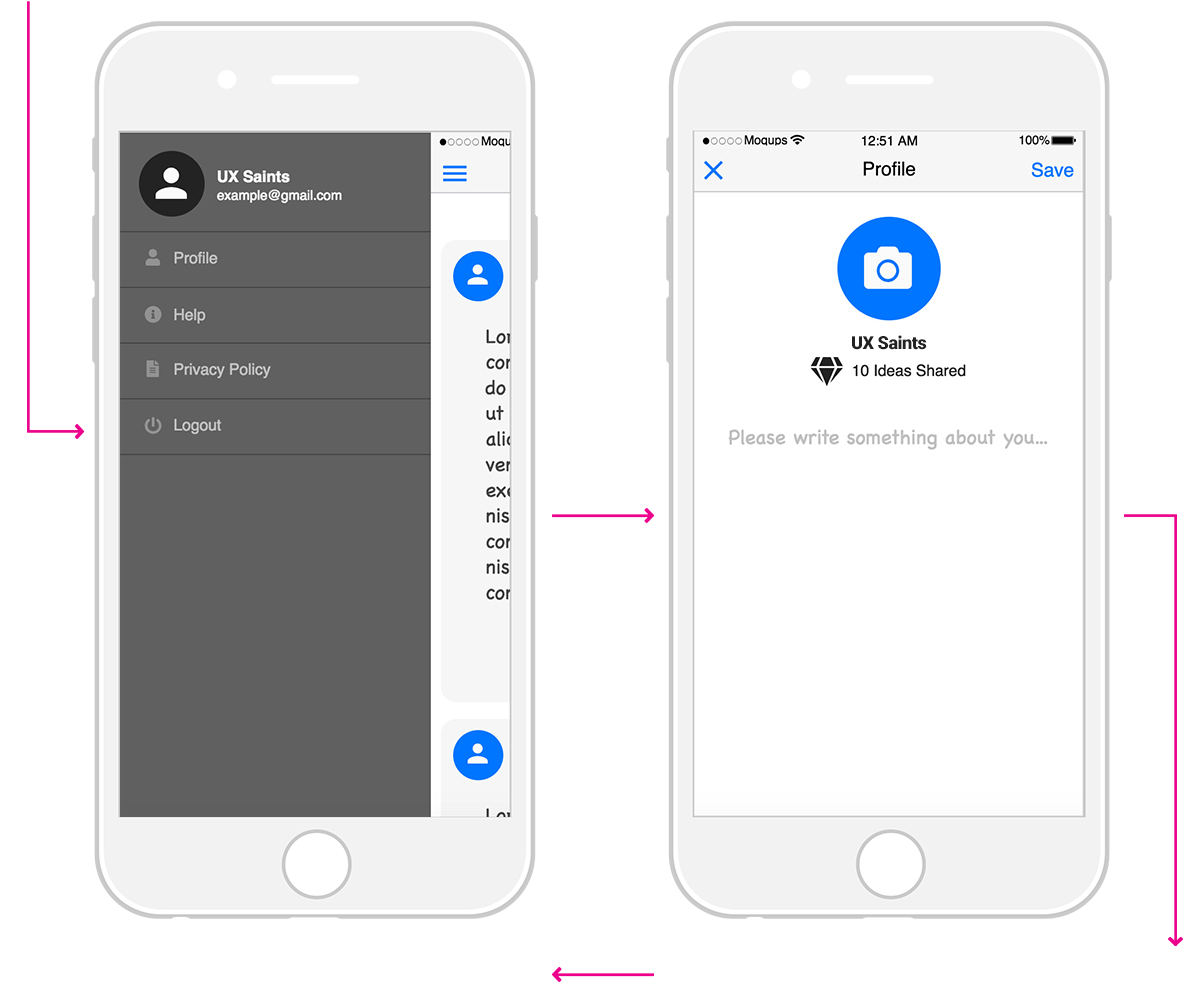 UX Saints
example@gmail.com
Profile
Help
Privacy Policy
Logout
Moqu
Lor
cor
do
ut
alic
ver
exe
nis
cor
nis
cor
Moqups
12:51 AM
100%
Profile
Save
UX Saints
10 Ideas Shared
Please write something about you...